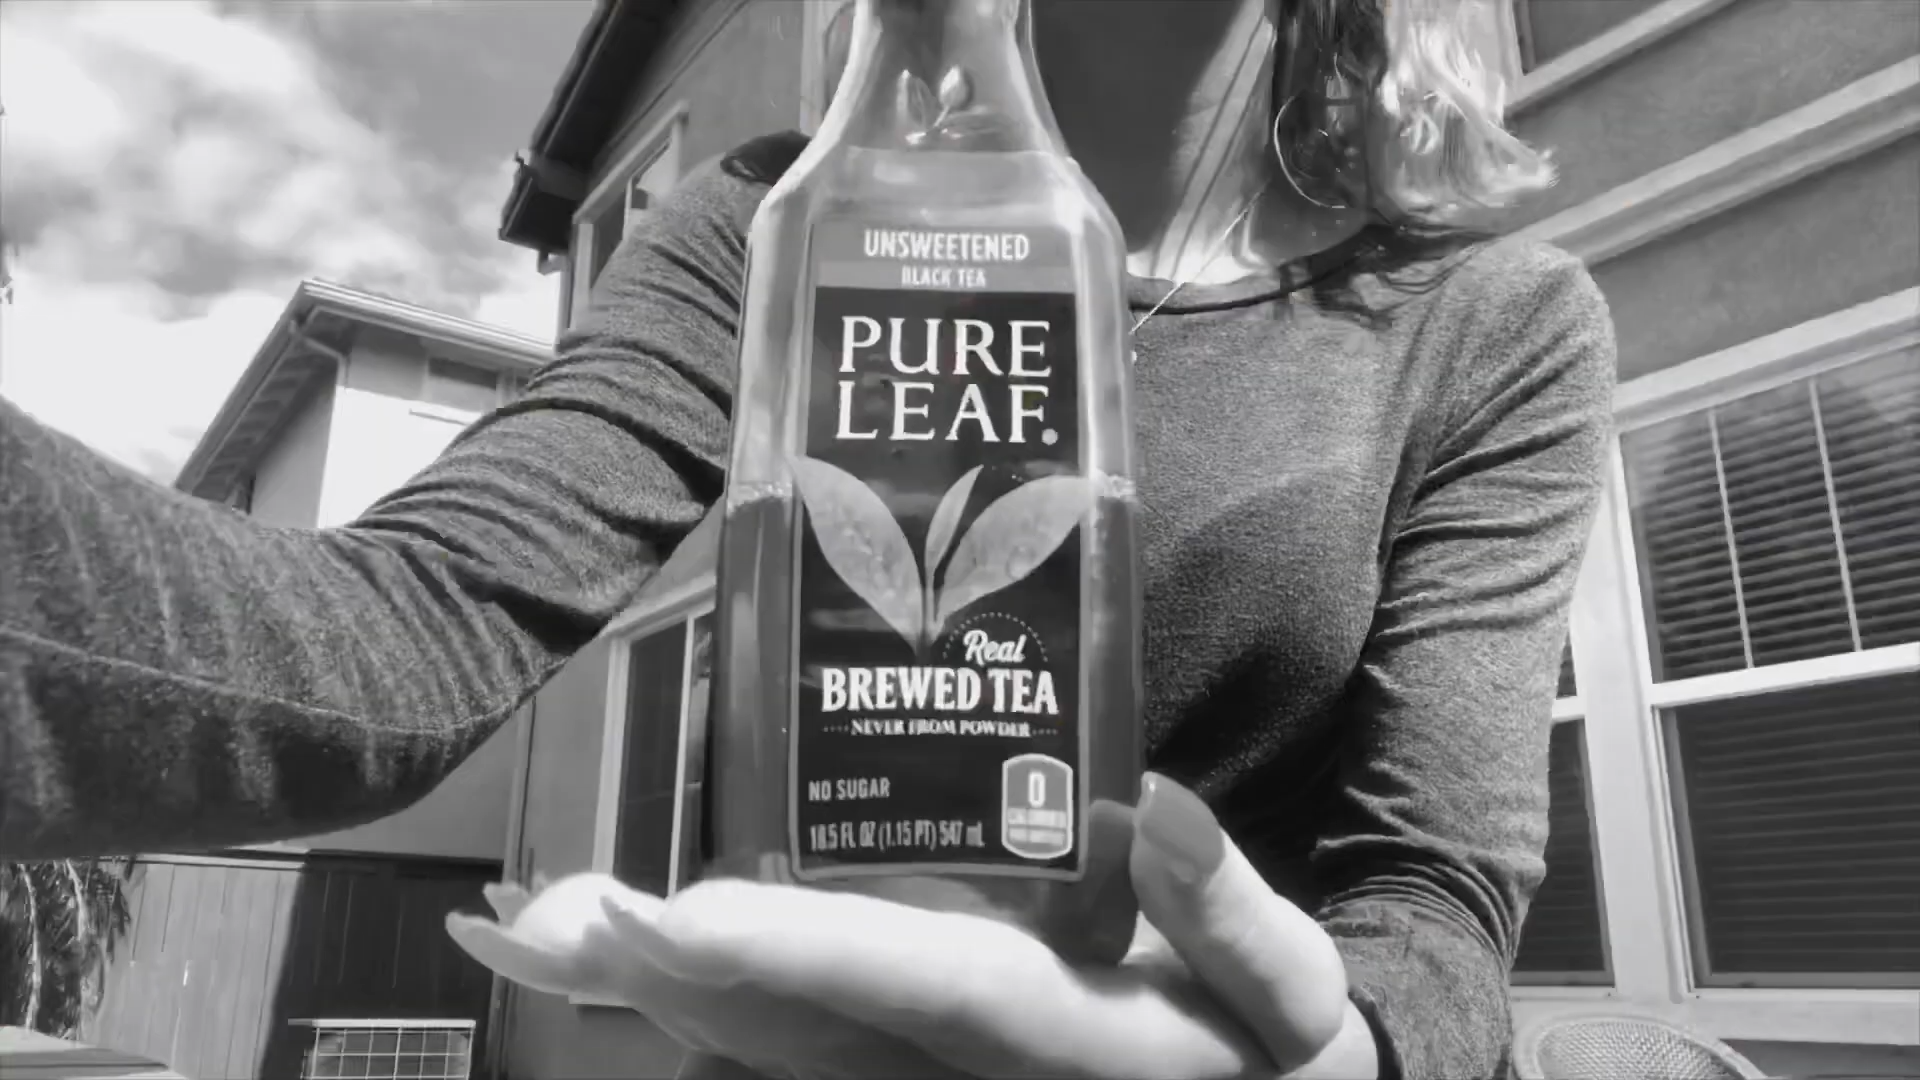 UNSWEETENED
BLACK TEA
PURE
LEAF
Real
BREWED TEA
NEVER FROM POWDER
NO SUGAR
18.5 FL OZ (1.15 PT) 547 mL
0
CALORIES